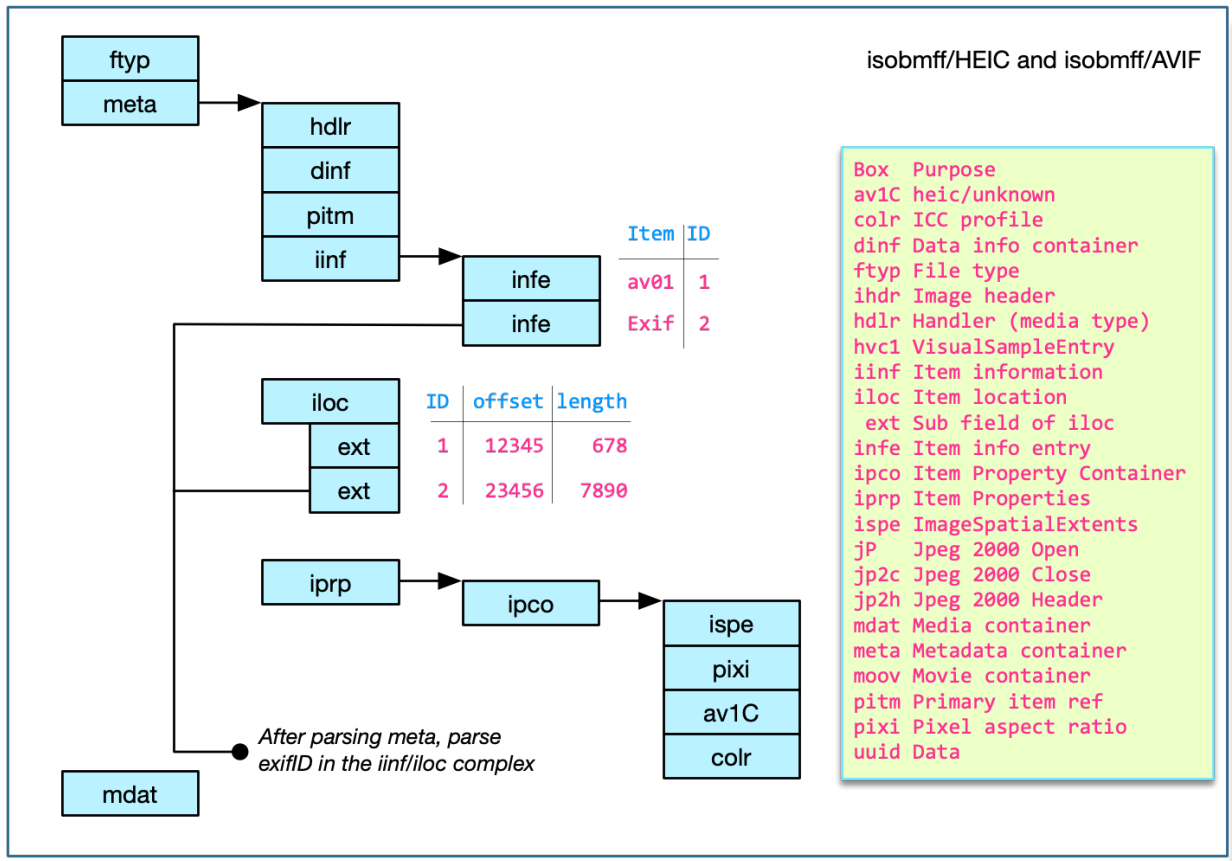 isobmff/HEIC and isobmff/AVIF
ftyp
meta
hdlr
dinf
pitm
iinf
infe
infe
Item ID
av01 1
Exif 2
iloc
ext
ext
ID offset length
1 12345 678
2 23456 7890
iprp
ipco
ispe
pixi
av1C
colr
After parsing meta, parse
exifID in the iinf/iloc complex
mdat
Box Purpose
av1C heic/unknown
colr ICC profile
dinf Data info container
ftyp File type
ihdr Image header
hdlr Handler (media type)
hvc1 VisualSampleEntry
iinf Item information
iloc Item location
ext Sub field of iloc
infe Item info entry
ipco Item Property Container
iprp Item Properties
ispe ImageSpatialExtents
jP Jpeg 2000 Open
jp2c Jpeg 2000 Close
jp2h Jpeg 2000 Header
mdat Media container
meta Metadata container
moov Movie container
pitm Primary item ref
pixi Pixel aspect ratio
uuid Data